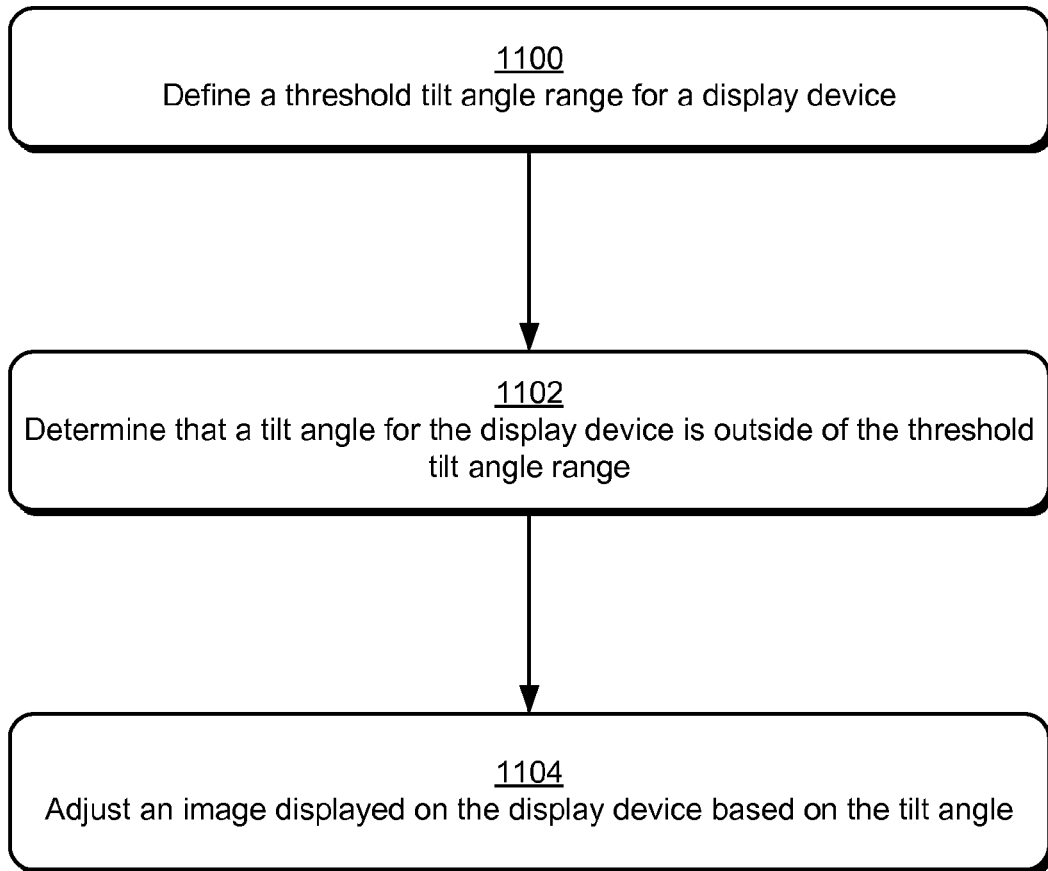 1100
Define a threshold tilt angle range for a display device
1102
Determine that a tilt angle for the display device is outside of the threshold
tilt angle range
1104
Adjust an image displayed on the display device based on the tilt angle